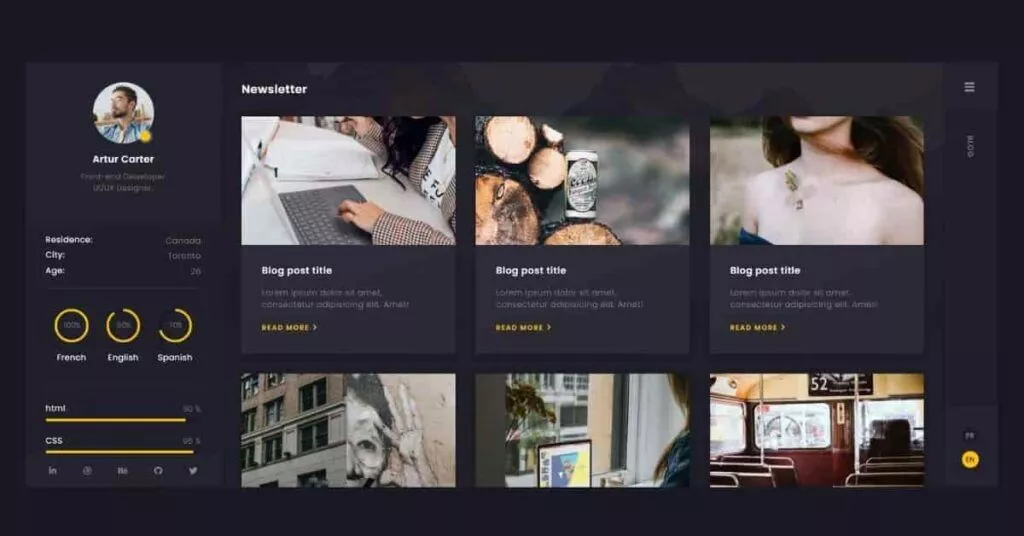 Artur Carter
Front-end Deweloper
UI/UX Designer
Residence: Canada
City: Toronto
Age: 26
100%
90%
70%
French
English
Spanish
html 90 %
CSS 95 %
in
Bē
Newsletter
Blog post title
Lorem ipsum dolor sit amet,
consectetur adipisicing elit. Amet!
READ MORE >
Blog post title
Lorem ipsum dolor sit amet,
consectetur adipisicing elit. Amet!
READ MORE >
Blog post title
Lorem ipsum dolor sit amet,
consectetur adipisicing elit. Amet!
READ MORE >
52
BLOG
FR
EN